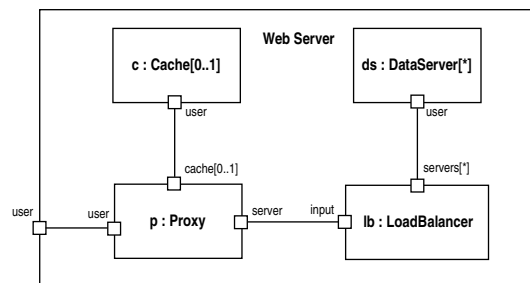 Web Server
c : Cache[0..1]
ds : DataServer[*]
user
user
cache[0..1]
servers[*]
user
user
p : Proxy
server
input
lb : LoadBalancer